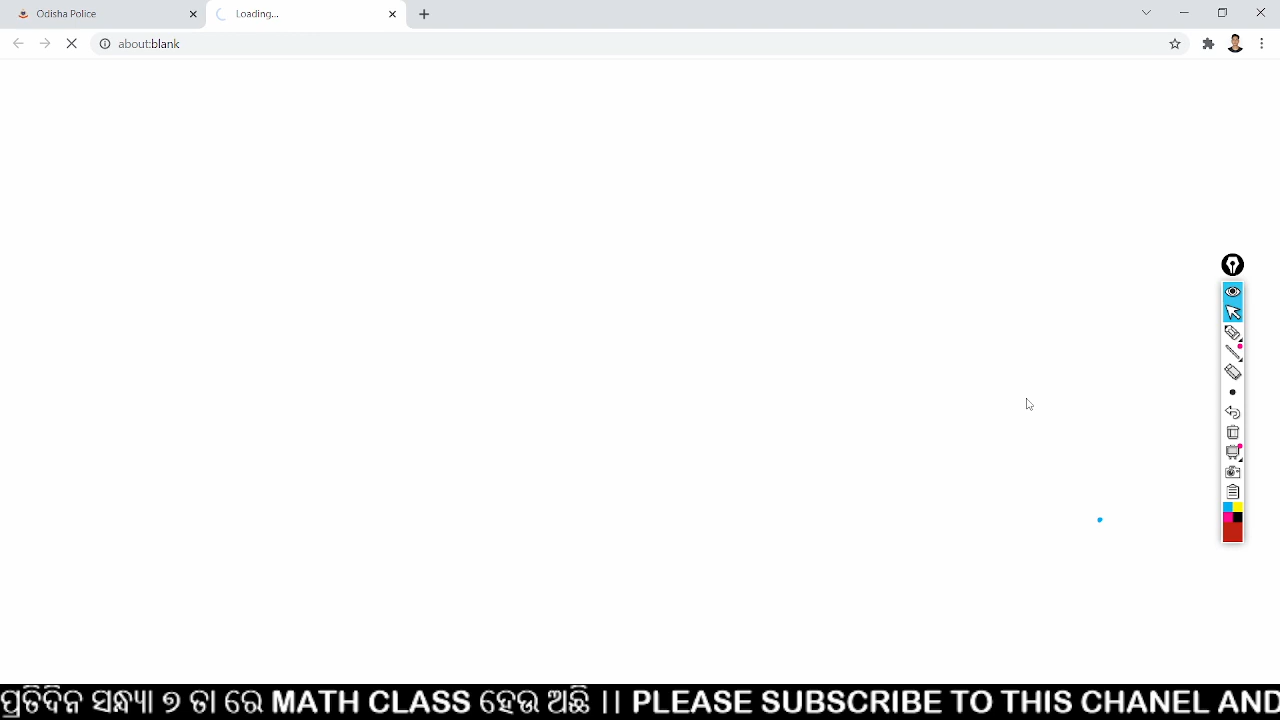 Odisha Police
Loading...
about:blank
ପ୍ରତିଦିନ ସନ୍ଧ୍ୟା ୭ ତା ରେ MATH CLASS ହେଉ ଅଛି || PLEASE SUBSCRIBE TO THIS CHANEL AND